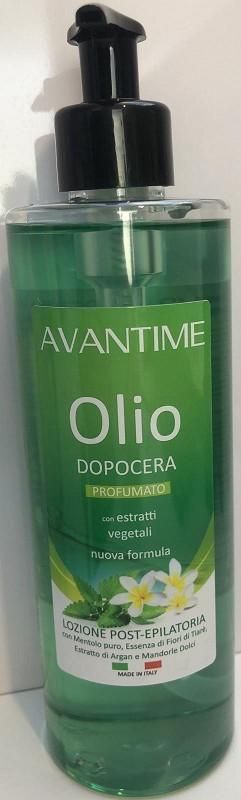 AVANTIME
Olio
DOPOCERA
PROFUMATO
con estratti
vegetali
nuova formula
LOZIONE POST-EPILATORIA
con Mentolo puro, Essenza di Fiori di Tiarè,
Estratto di Argan e Mandorle Dolci
MADE IN ITALY